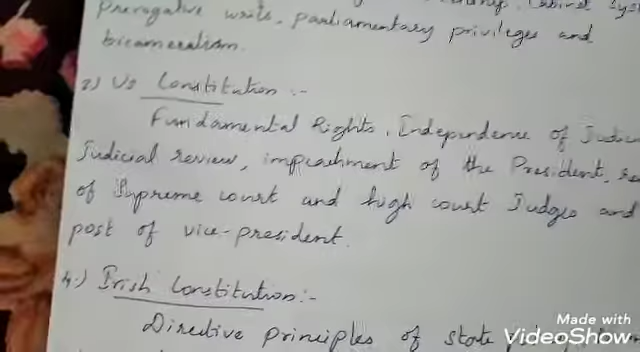 Cabinet
prerogative writs, parliamentary privileges and
bicameralism.
3) US Constitution :-
Fundamental Rights, Independence of
Judicial review, impeachment of the President,
of Supreme court and high court Judges and
post of vice-president.
4.) Irish Constitution :-
Directive principles of state
Made with
VideoShow